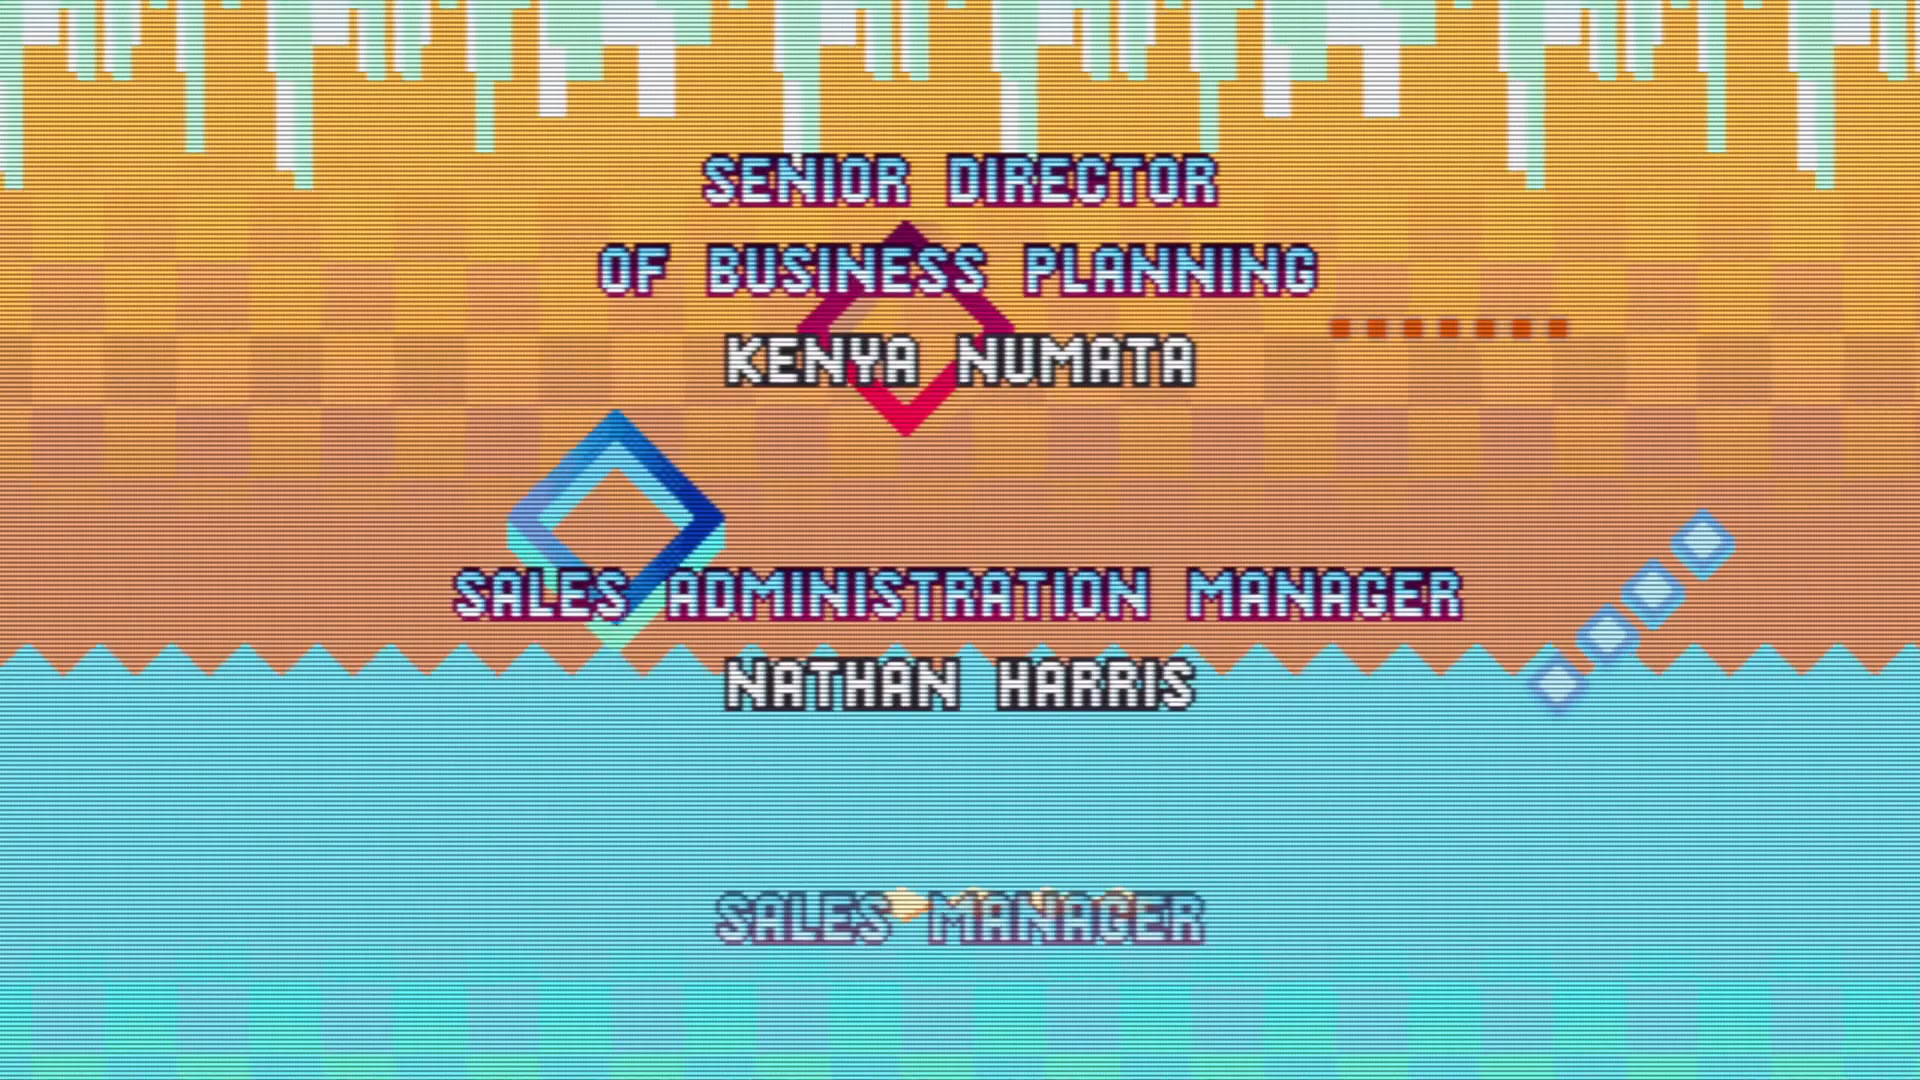 SENIOR DIRECTOR
OF BUSINESS PLANNING
KENYA NUMATA
SALES ADMINISTRATION MANAGER
NATHAN HARRIS
SALES MANAGER